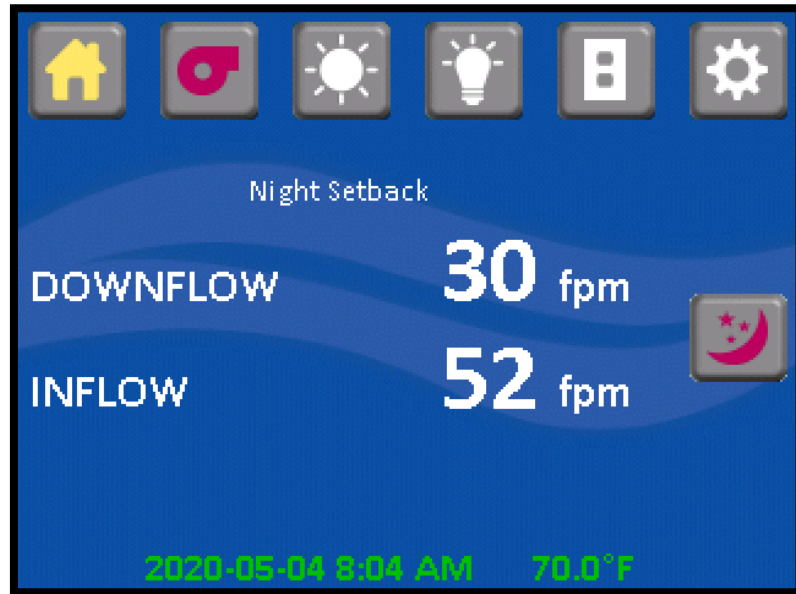 Night Setback
DOWNFLOW 30 fpm
INFLOW 52 fpm
2020-05-04 8:04 AM 70.0°F